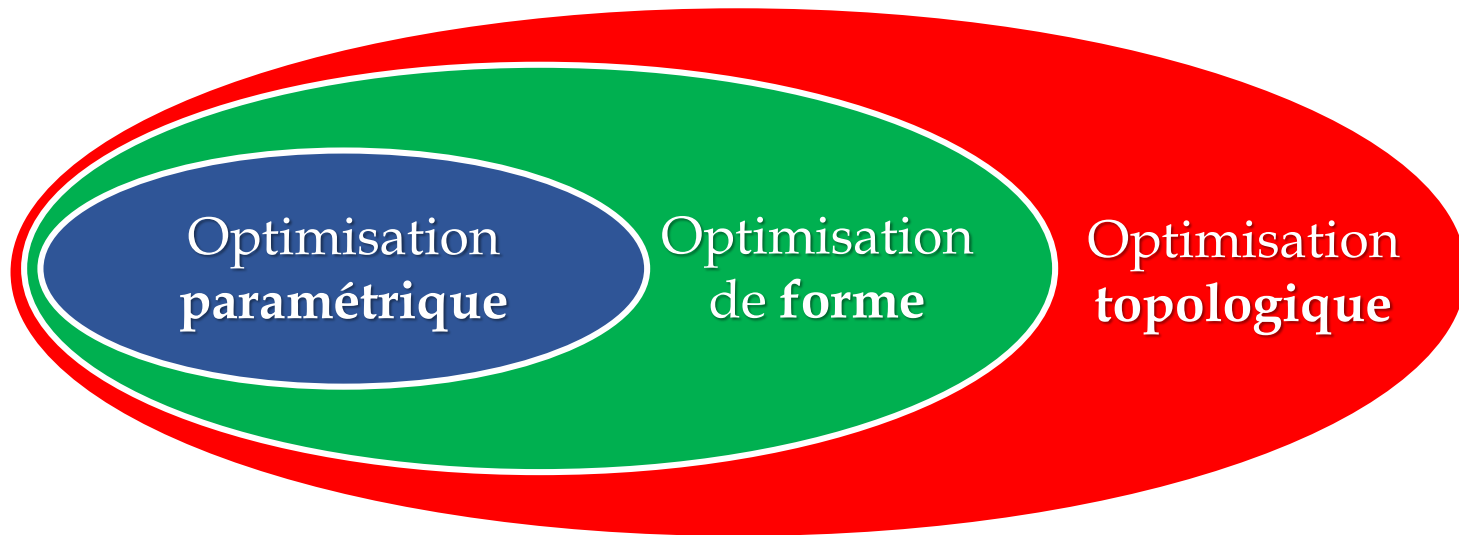 Optimisation
paramétrique
Optimisation
de forme
Optimisation
topologique